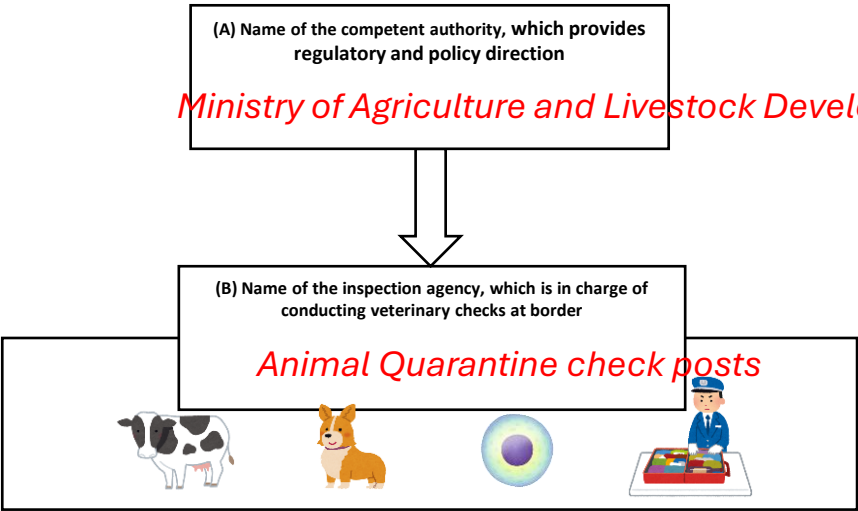 (A) Name of the competent authority, which provides
regulatory and policy direction
Ministry of Agriculture and Livestock
(B) Name of the inspection agency, which is in charge of
conducting veterinary checks at border
Animal Quarantine check posts